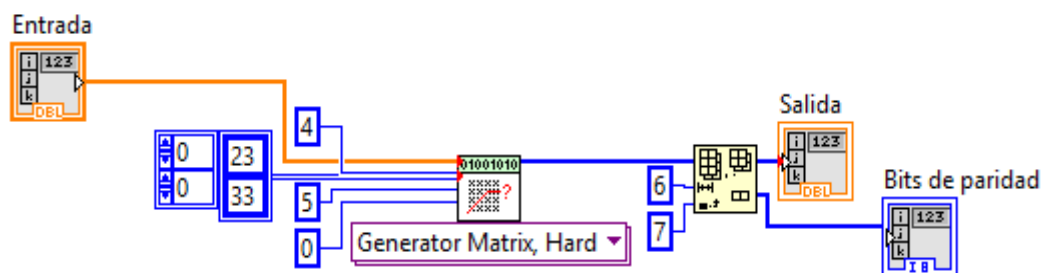 Entrada
i
123
j
k
DBL
4
0
23
0
33
5
0
01001010
?
Generator Matrix, Hard
6
7
Salida
i
123
j
k
DBL
Bits de paridad
i
123
j
k
I8